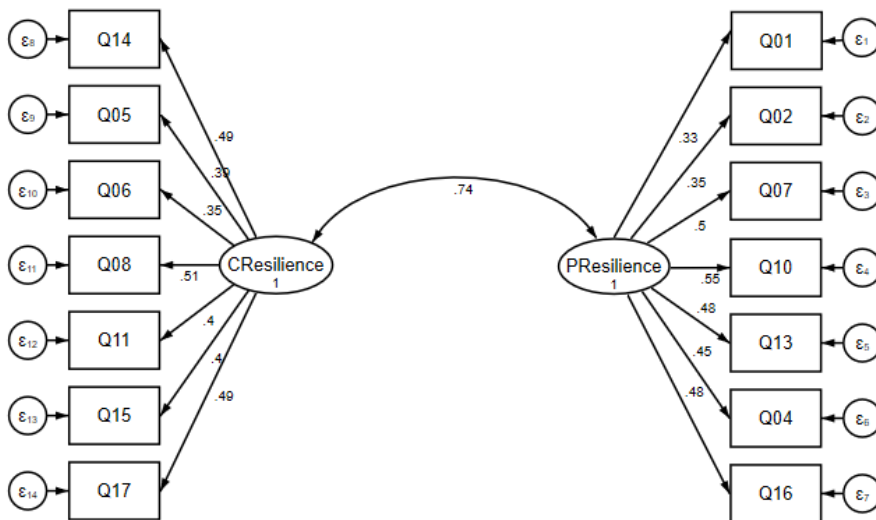 ε8 Q14
ε9 Q05
ε10 Q06
ε11 Q08
ε12 Q11
ε13 Q15
ε14 Q17
.49
.39
.35
.51
.4
.4
.49
CResilience
1
.74
PResilience
1
.33
.35
.5
.55
.48
.45
.48
Q01 ε1
Q02 ε2
Q07 ε3
Q10 ε4
Q13 ε5
Q04 ε6
Q16 ε7